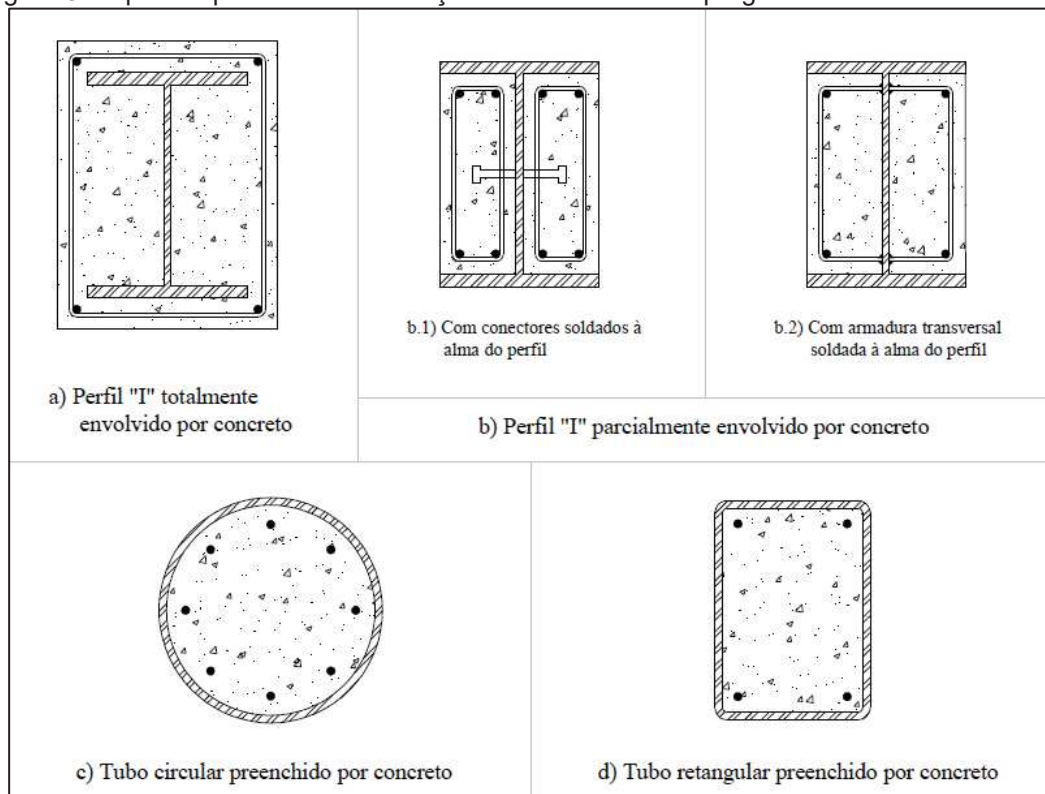 b.1) Com conectores soldados à
alma do perfil
b.2) Com armadura transversal
soldada à alma do perfil
a) Perfil "I" totalmente
envolvido por concreto
b) Perfil "I" parcialmente envolvido por concreto
c) Tubo circular preenchido por concreto
d) Tubo retangular preenchido por concreto